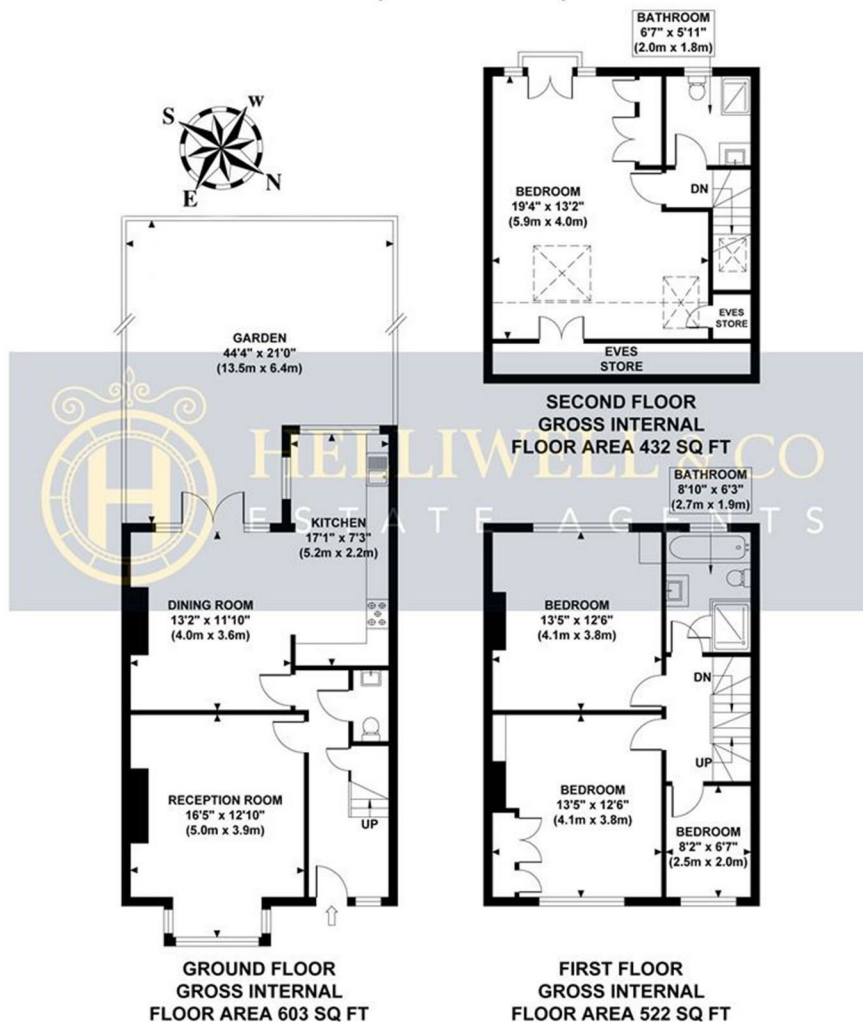 BATHROOM
6'7" x 5'11"
(2.0m x 1.8m)
S
W
E
N
DN
BEDROOM
19'4" x 13'2"
(5.9m x 4.0m)
EVES
STORE
EVES
STORE
SECOND FLOOR
GROSS INTERNAL
FLOOR AREA 432 SQ FT
GARDEN
44'4" x 21'0"
(13.5m x 6.4m)
H
HELLIWELL & CO
ESTATE AGENTS
KITCHEN
17'1" x 7'3"
(5.2m x 2.2m)
DINING ROOM
13'2" x 11'10"
(4.0m x 3.6m)
RECEPTION ROOM
16'5" x 12'10"
(5.0m x 3.9m)
UP
GROUND FLOOR
GROSS INTERNAL
FLOOR AREA 603 SQ FT
BATHROOM
8'10" x 6'3"
(2.7m x 1.9m)
BEDROOM
13'5" x 12'6"
(4.1m x 3.8m)
DN
UP
BEDROOM
13'5" x 12'6"
(4.1m x 3.8m)
BEDROOM
8'2" x 6'7"
(2.5m x 2.0m)
FIRST FLOOR
GROSS INTERNAL
FLOOR AREA 522 SQ FT